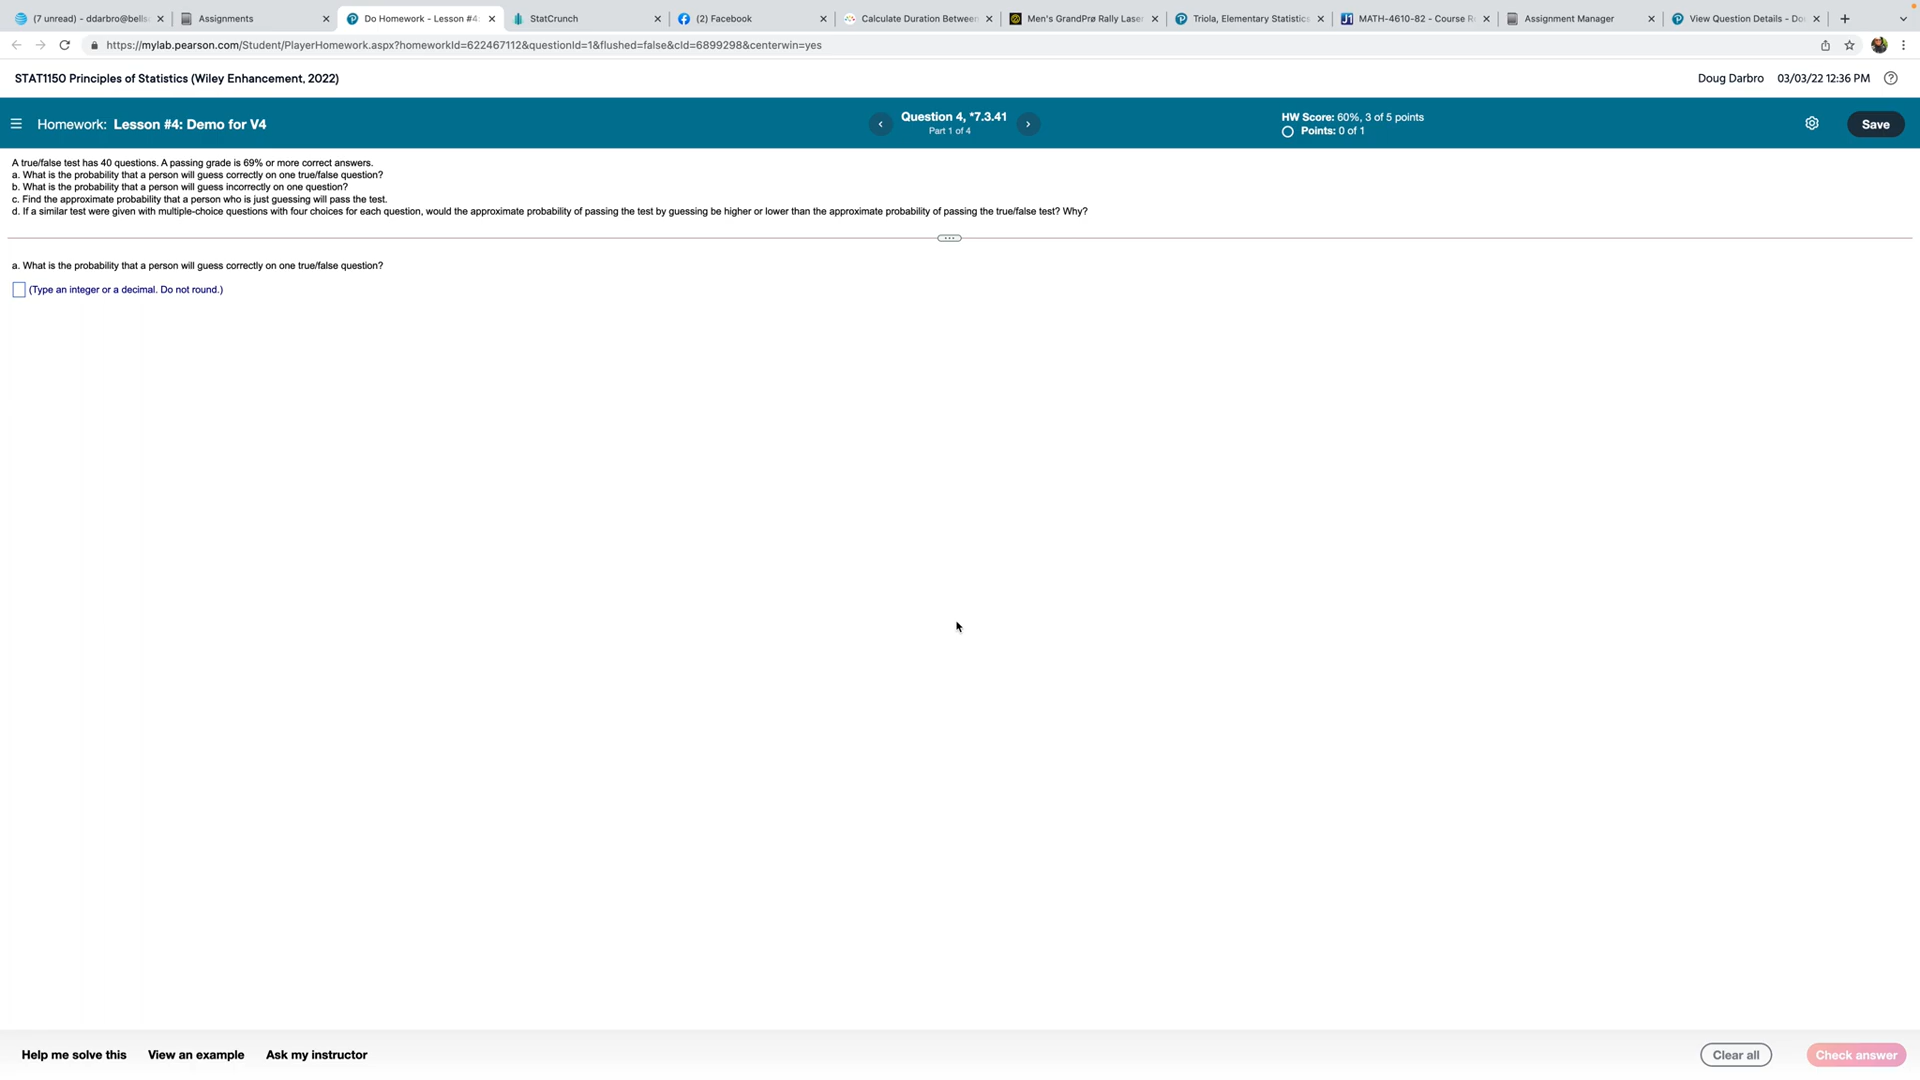 (7 unread) - ddarbro@bells
Assignments
Do Homework - Lesson #4:
StatCrunch
(2) Facebook
Calculate Duration Between
Men's GrandPrø Rally Laser
Triola, Elementary Statistics
MATH-4610-82 - Course R
Assignment Manager
View Question Details - Do
https://mylab.pearson.com/Student/PlayerHomework.aspx?homeworkId=622467112&questionId=1&flushed=false&cId=6899298&centerwin=yes
STAT1150 Principles of Statistics (Wiley Enhancement, 2022)
Doug Darbro 03/03/22 12:36 PM
Homework: Lesson #4: Demo for V4
Question 4, *7.3.41
Part 1 of 4
HW Score: 60%, 3 of 5 points
Points: 0 of 1
Save
A true/false test has 40 questions. A passing grade is 69% or more correct answers.
a. What is the probability that a person will guess correctly on one true/false question?
b. What is the probability that a person will guess incorrectly on one question?
c. Find the approximate probability that a person who is just guessing will pass the test.
d. If a similar test were given with multiple-choice questions with four choices for each question, would the approximate probability of passing the test by guessing be higher or lower than the approximate probability of passing the true/false test? Why?
a. What is the probability that a person will guess correctly on one true/false question?
(Type an integer or a decimal. Do not round.)
Help me solve this
View an example
Ask my instructor
Clear all
Check answer